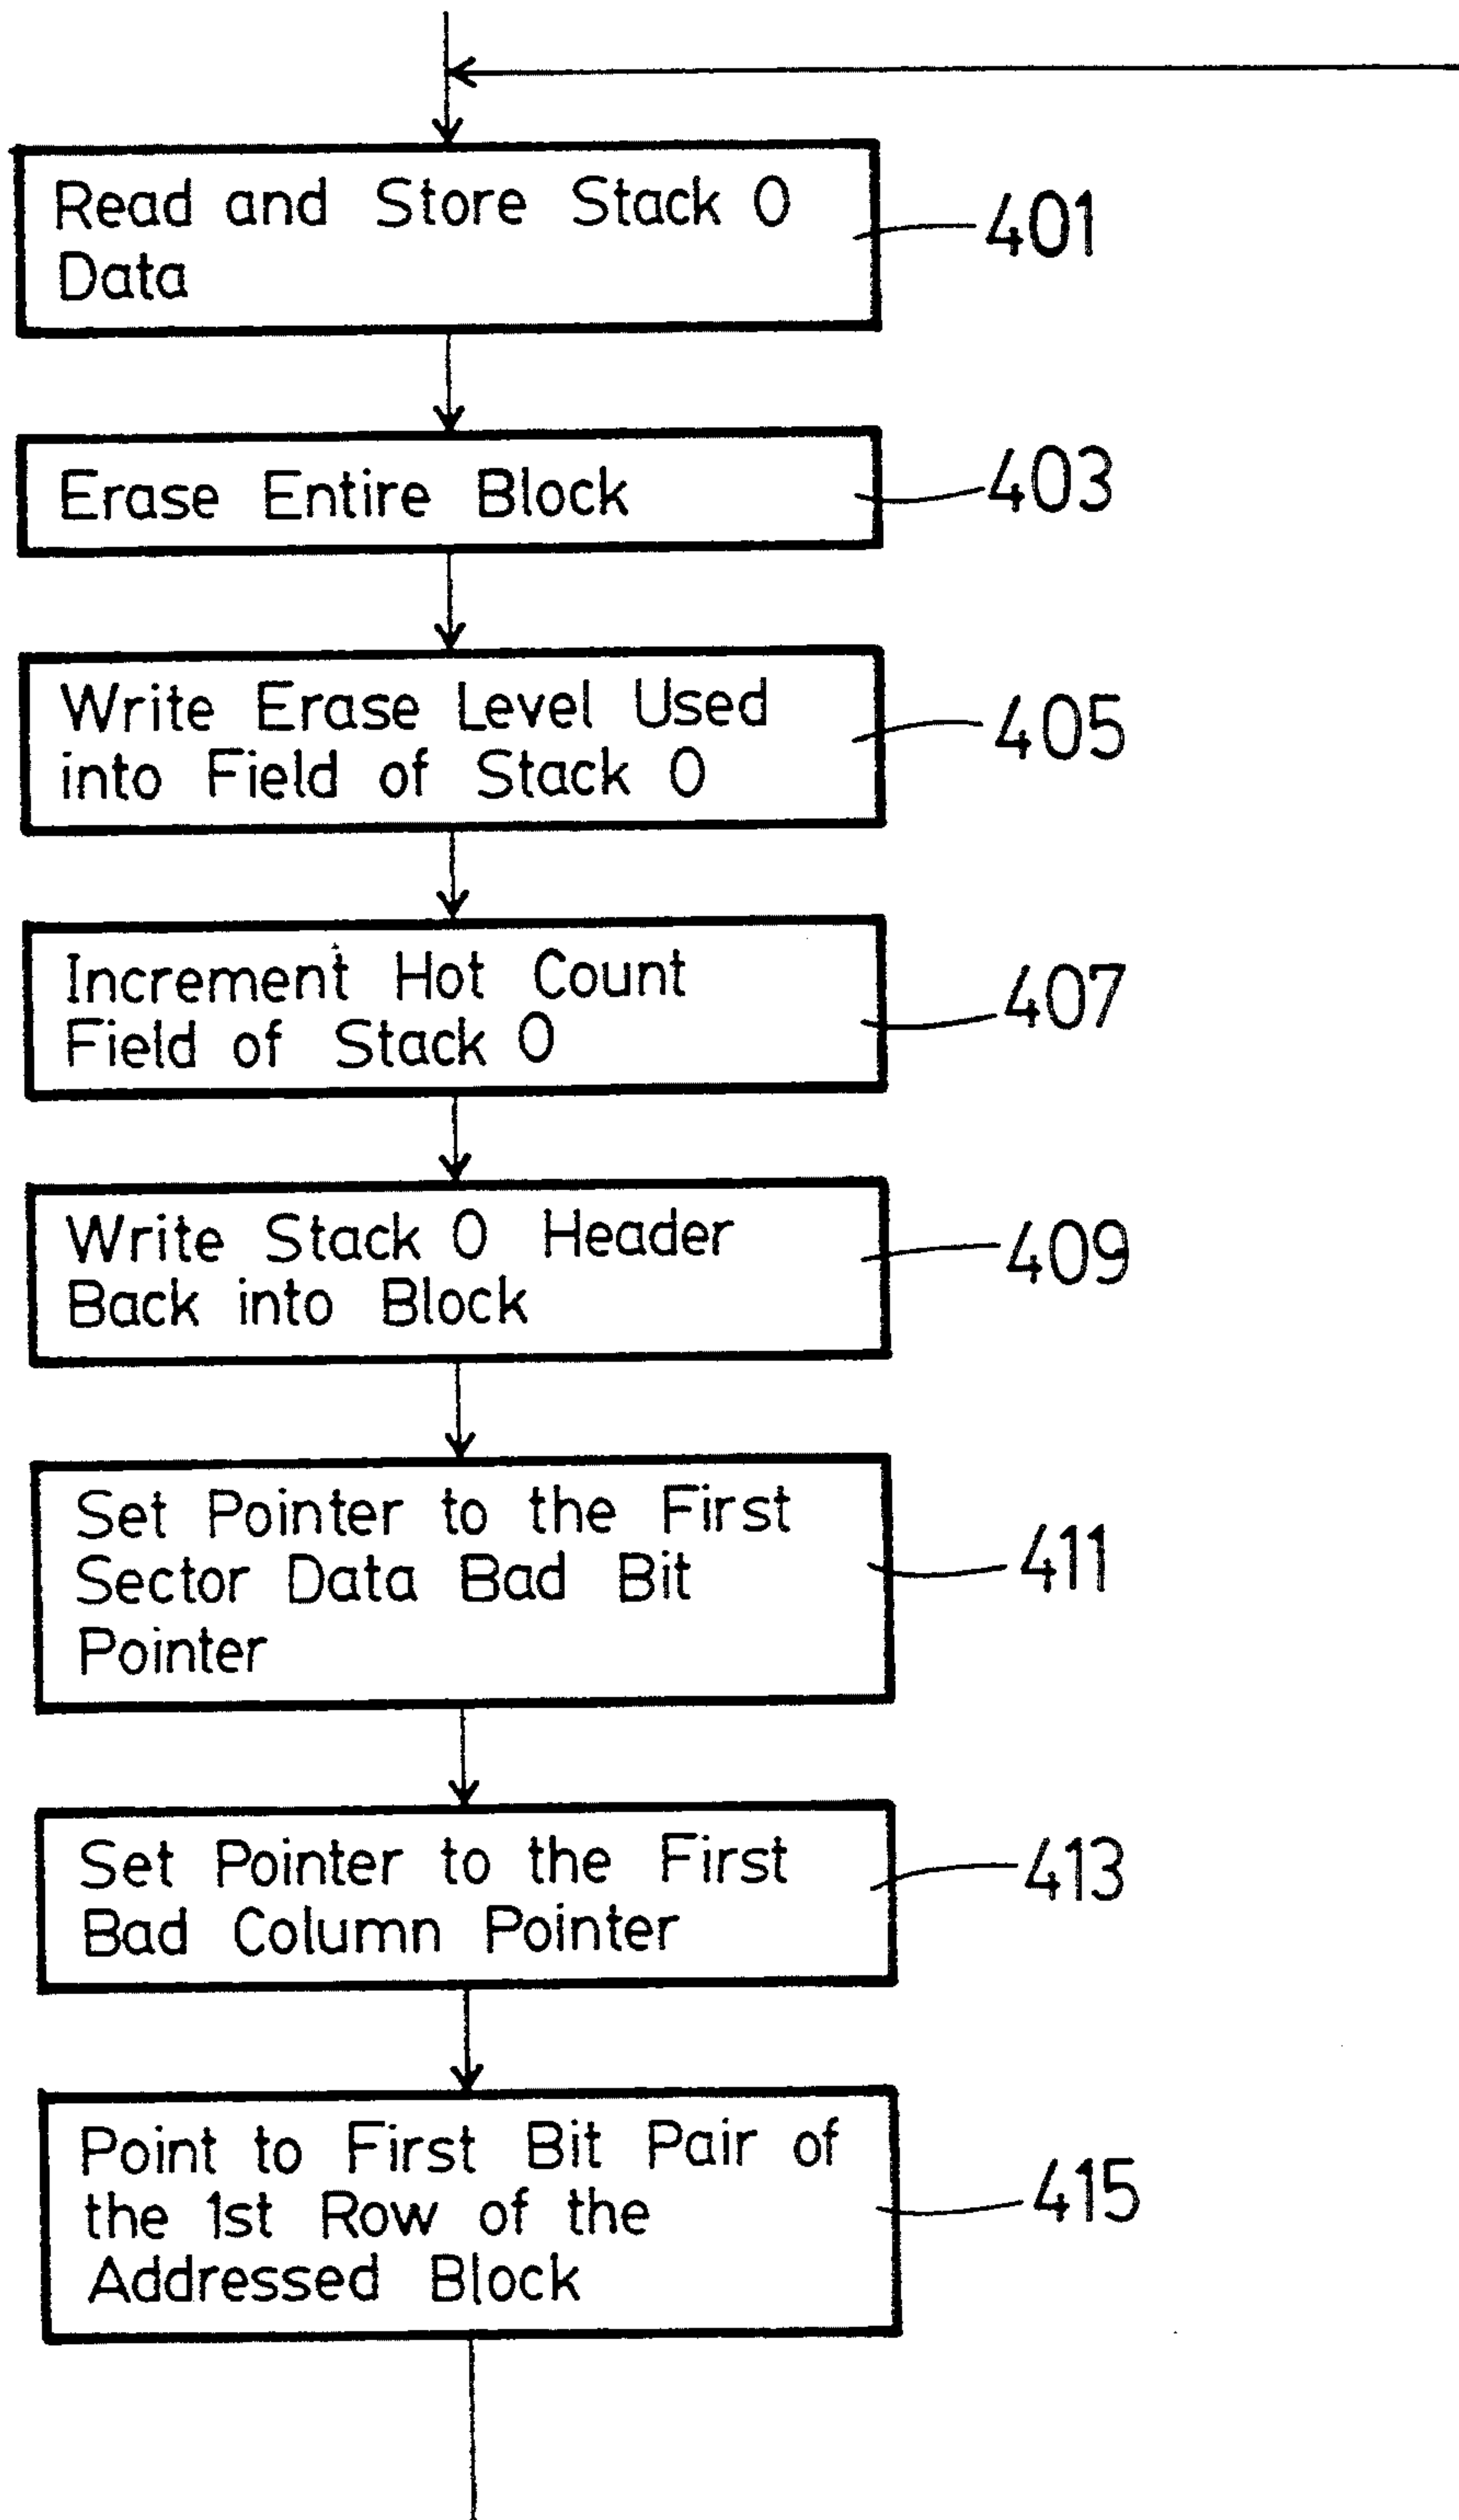 Read and Store Stack 0
Data
401
Erase Entire Block
403
Write Erase Level Used
into Field of Stack 0
405
Increment Hot Count
Field of Stack 0
407
Write Stack 0 Header
Back into Block
409
Set Pointer to the First
Sector Data Bad Bit
Pointer
411
Set Pointer to the First
Bad Column Pointer
413
Point to First Bit Pair of
the 1st Row of the
Addressed Block
415